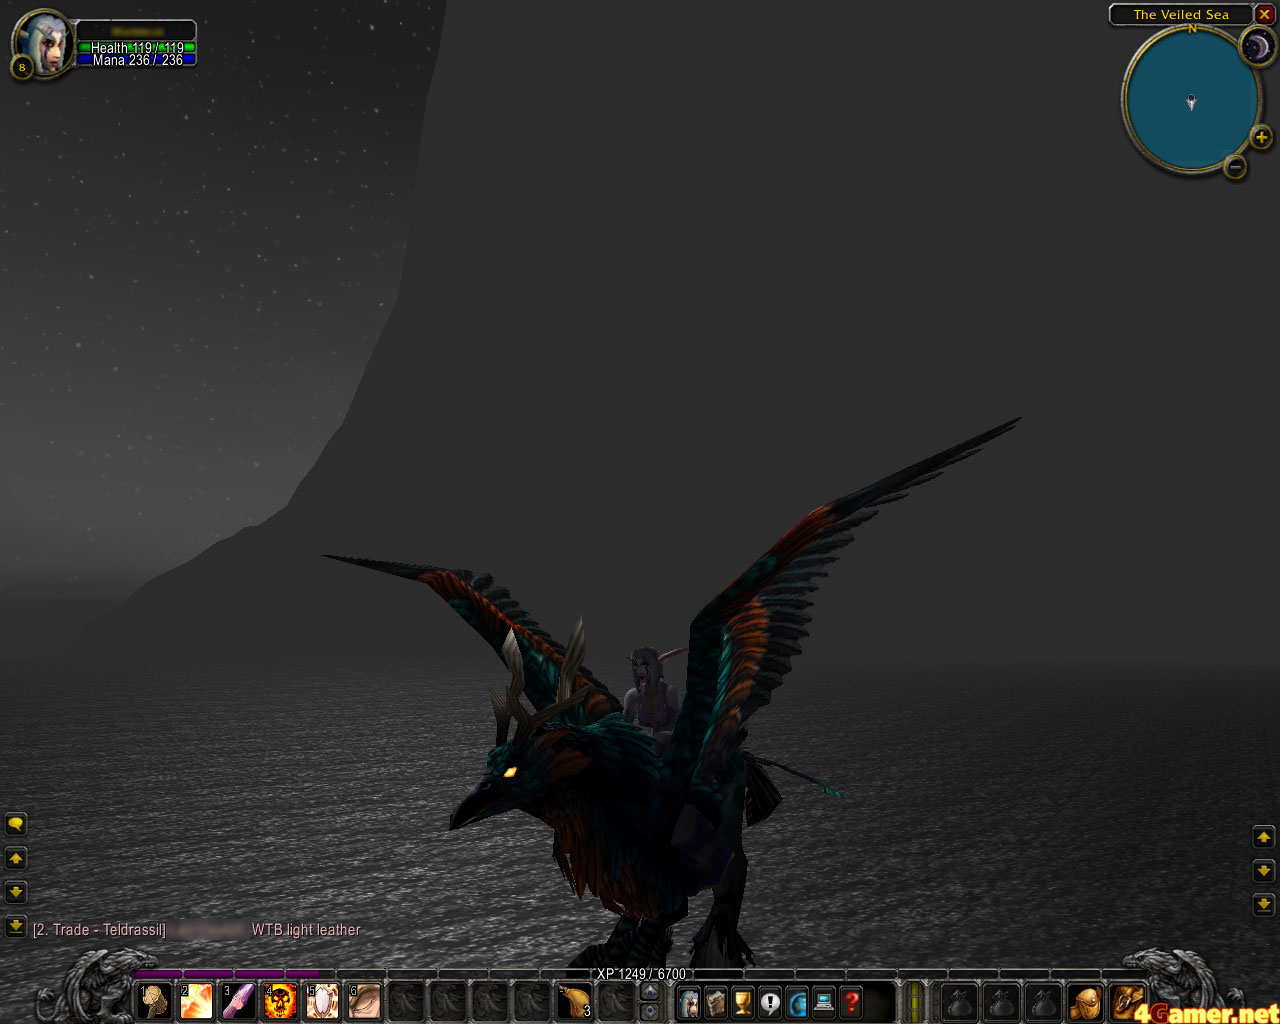 The Veiled Sea
N
Health 119 / 119
Mana 236 / 236
8
[2. Trade - Teldrassil]
WTB light leather
XP 1249 / 6700
1 2 3 4 5 6
3
4Gamer.net